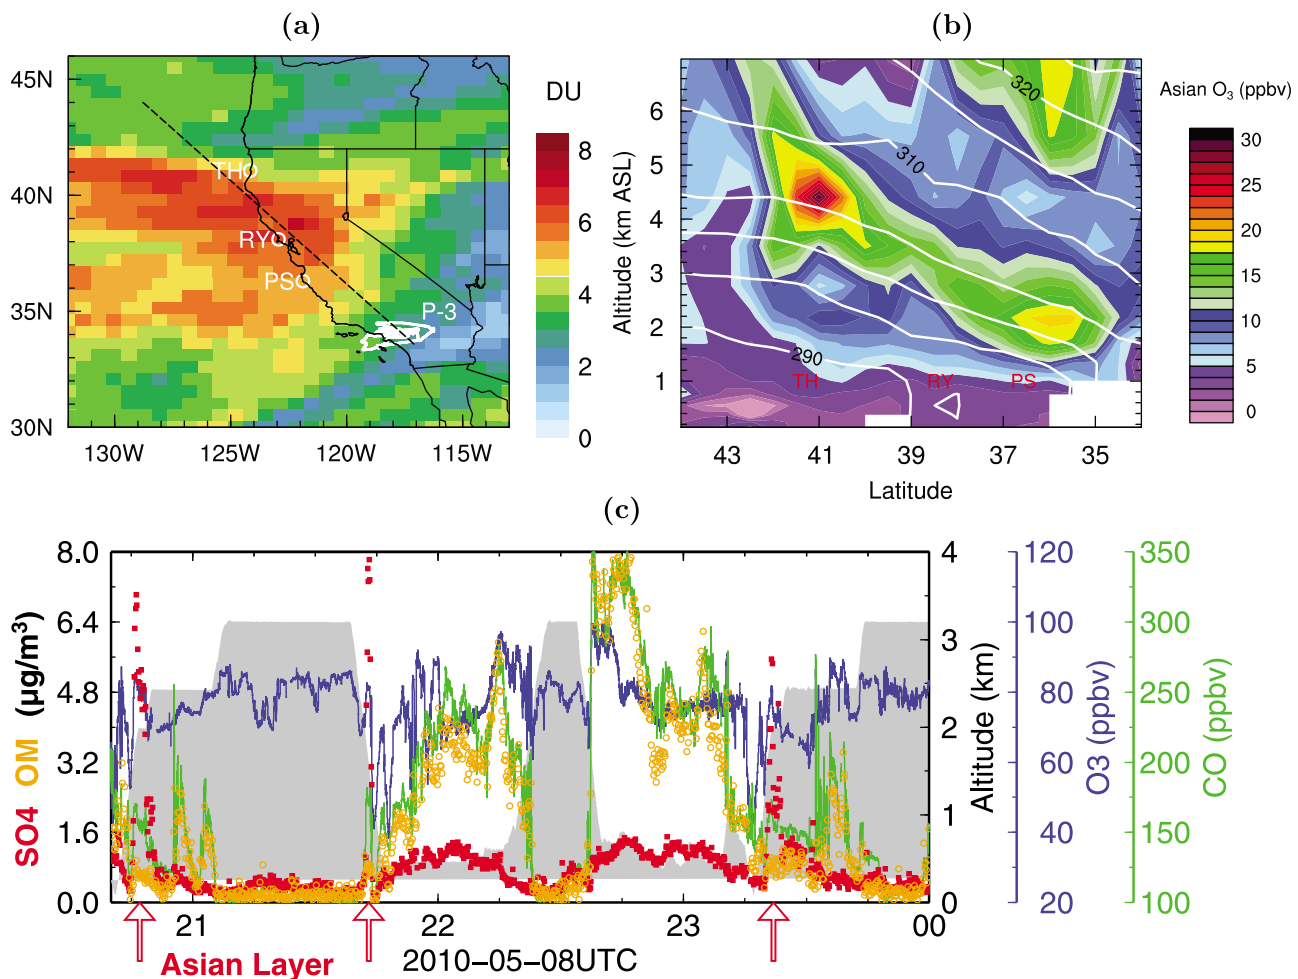 (a)
45N
40N
35N
30N
130W 125W 120W 115W
TH
RY
PS
P-3
DU
8
6
4
2
0
(b)
Altitude (km ASL)
6
5
4
3
2
1
43 41 39 37 35
Latitude
320
310
290
TH RY PS
Asian O3 (ppbv)
30
25
20
15
10
5
0
(c)
SO4 OM (µg/m³)
8.0
6.4
4.8
3.2
1.6
0.0
21 22 23 00
Asian Layer
2010-05-08UTC
4
3
2
1
0
Altitude (km)
120
100
80
60
40
20
O3 (ppbv)
350
300
250
200
150
100
CO (ppbv)